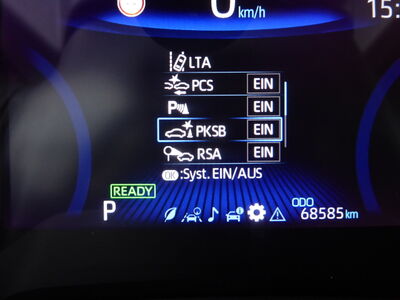 0 km/h
15:
LTA
PCS EIN
P EIN
PKSB EIN
RSA EIN
OK :Syst. EIN/AUS
READY
P
ODO
68585 km